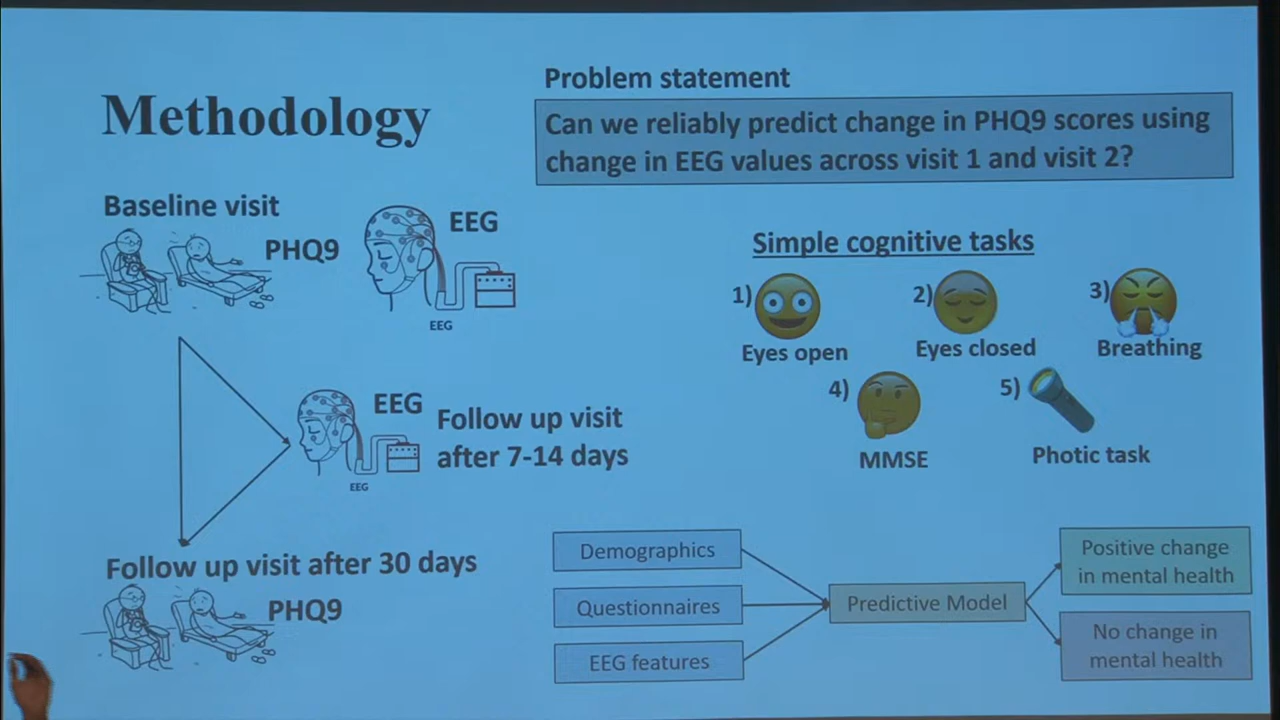 Methodology
Problem statement
Can we reliably predict change in PHQ9 scores using
change in EEG values across visit 1 and visit 2?
Baseline visit
PHQ9
EEG
EEG
Simple cognitive tasks
1)
Eyes open
2)
Eyes closed
3)
Breathing
4)
MMSE
5)
Photic task
EEG
EEG
Follow up visit
after 7-14 days
Follow up visit after 30 days
PHQ9
Demographics
Questionnaires
EEG features
Predictive Model
Positive change
in mental health
No change in
mental health